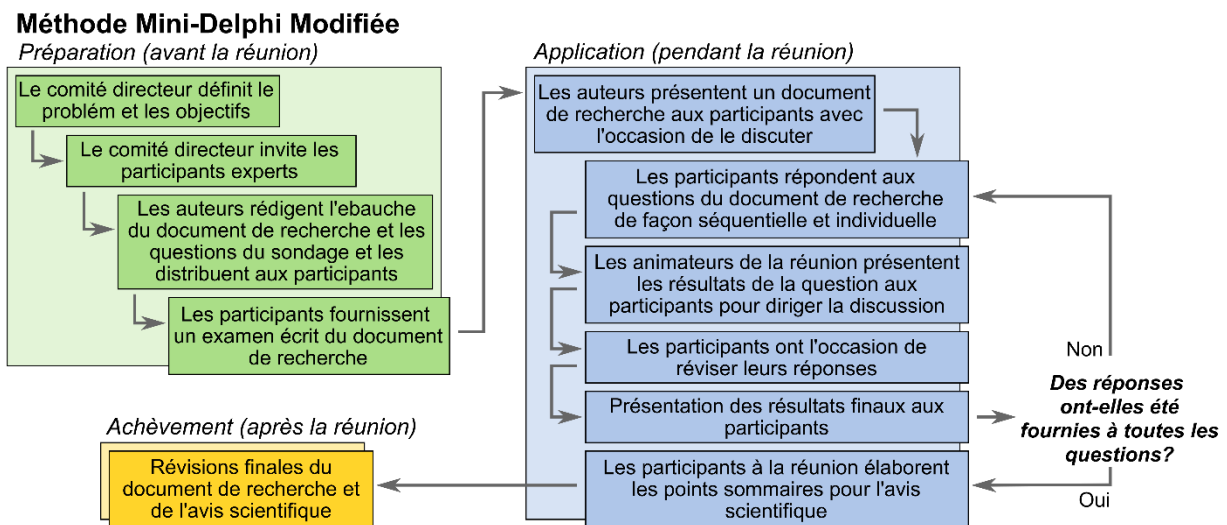 Méthode Mini-Delphi Modifiée
Préparation (avant la réunion)
Le comité directeur définit le
problém et les objectifs
Le comité directeur invite les
participants experts
Les auteurs rédigent l'ebauche
du document de recherche et les
questions du sondage et les
distribuent aux participants
Les participants fournissent
un examen écrit du document
de recherche
Application (pendant la réunion)
Les auteurs présentent un document
de recherche aux participants avec
l'occasion de le discuter
Les participants répondent aux
questions du document de recherche
de façon séquentielle et individuelle
Les animateurs de la réunion présentent
les résultats de la question aux
participants pour diriger la discussion
Les participants ont l'occasion de
réviser leurs réponses
Présentation des résultats finaux aux
participants
Non
Des réponses
ont-elles été
fournies à toutes les
questions?
Oui
Les participants à la réunion élaborent
les points sommaires pour l'avis
scientifique
Achèvement (après la réunion)
Révisions finales du
document de recherche et
de l'avis scientifique